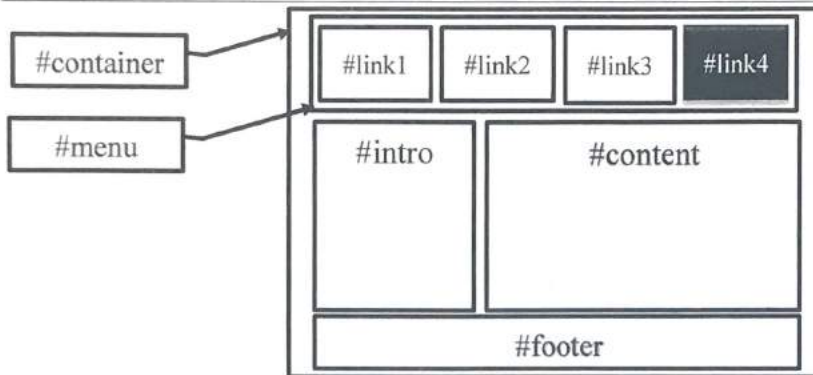 #container
#menu
#link1
#link2
#link3
#link4
#intro
#content
#footer